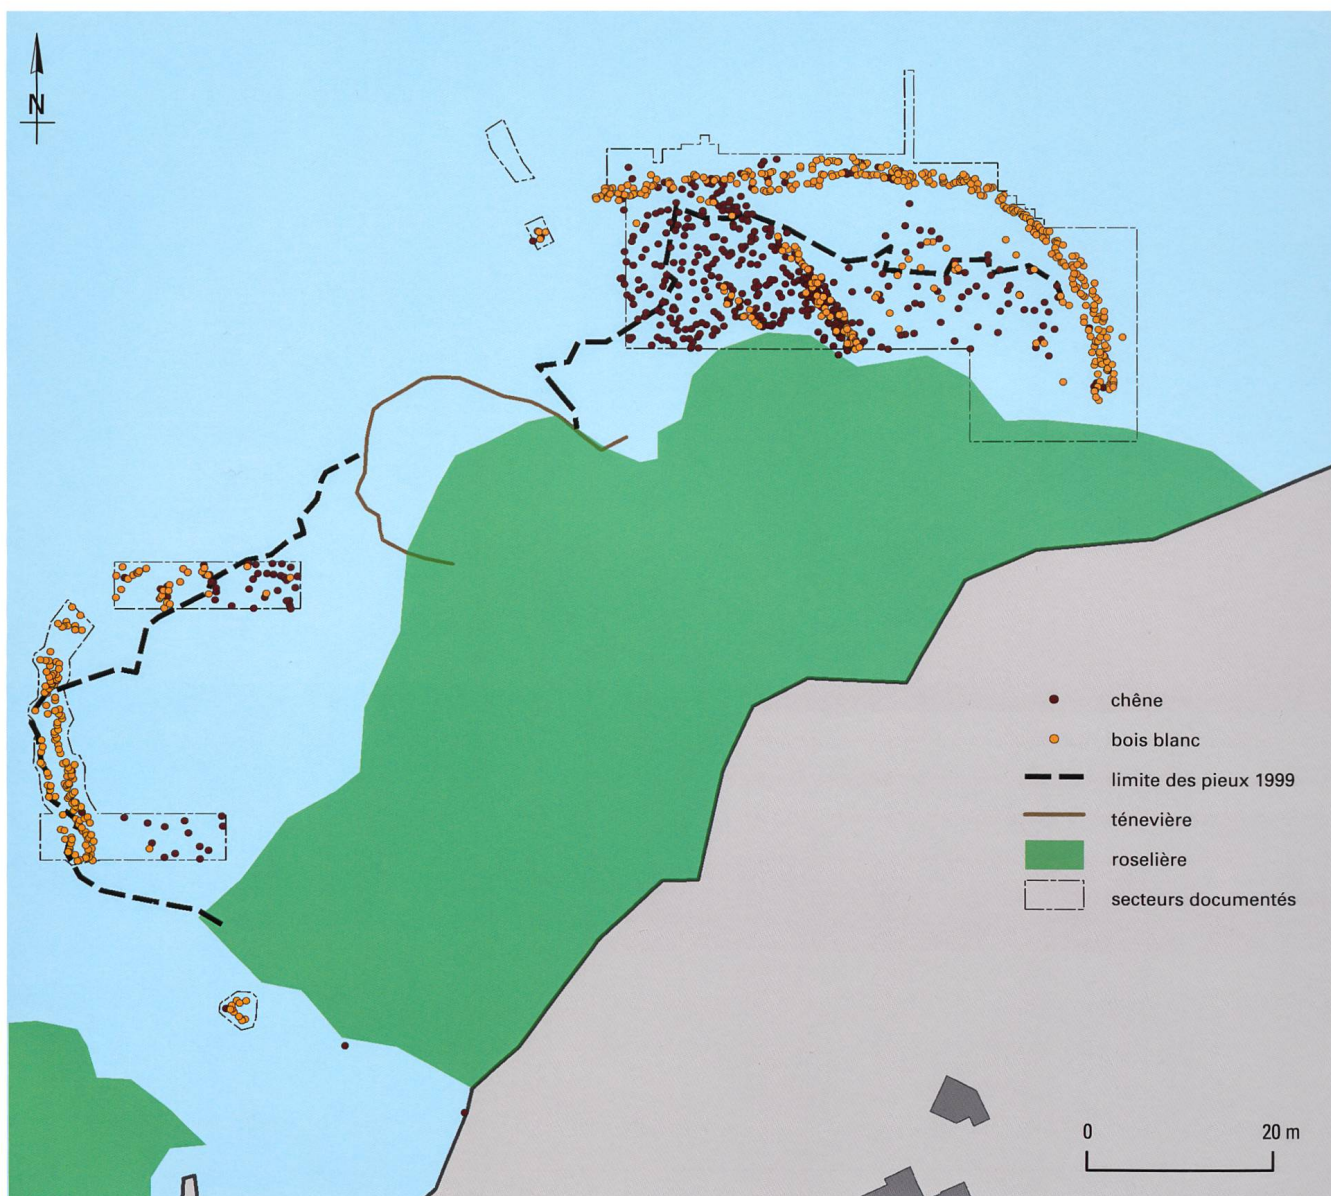 N
chêne
bois blanc
limite des pieux 1999
ténevière
roselière
secteurs documentés
0 20 m